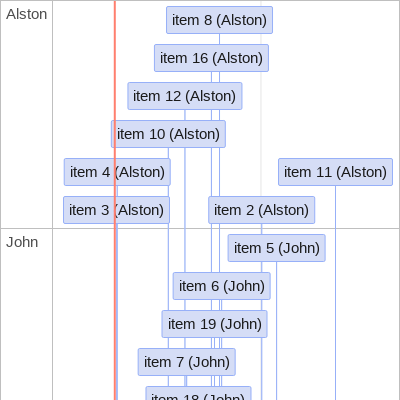 Alston
item 8 (Alston)
item 16 (Alston)
item 12 (Alston)
item 10 (Alston)
item 4 (Alston)
item 11 (Alston)
item 3 (Alston)
item 2 (Alston)
John
item 5 (John)
item 6 (John)
item 19 (John)
item 7 (John)
item 18 (John)